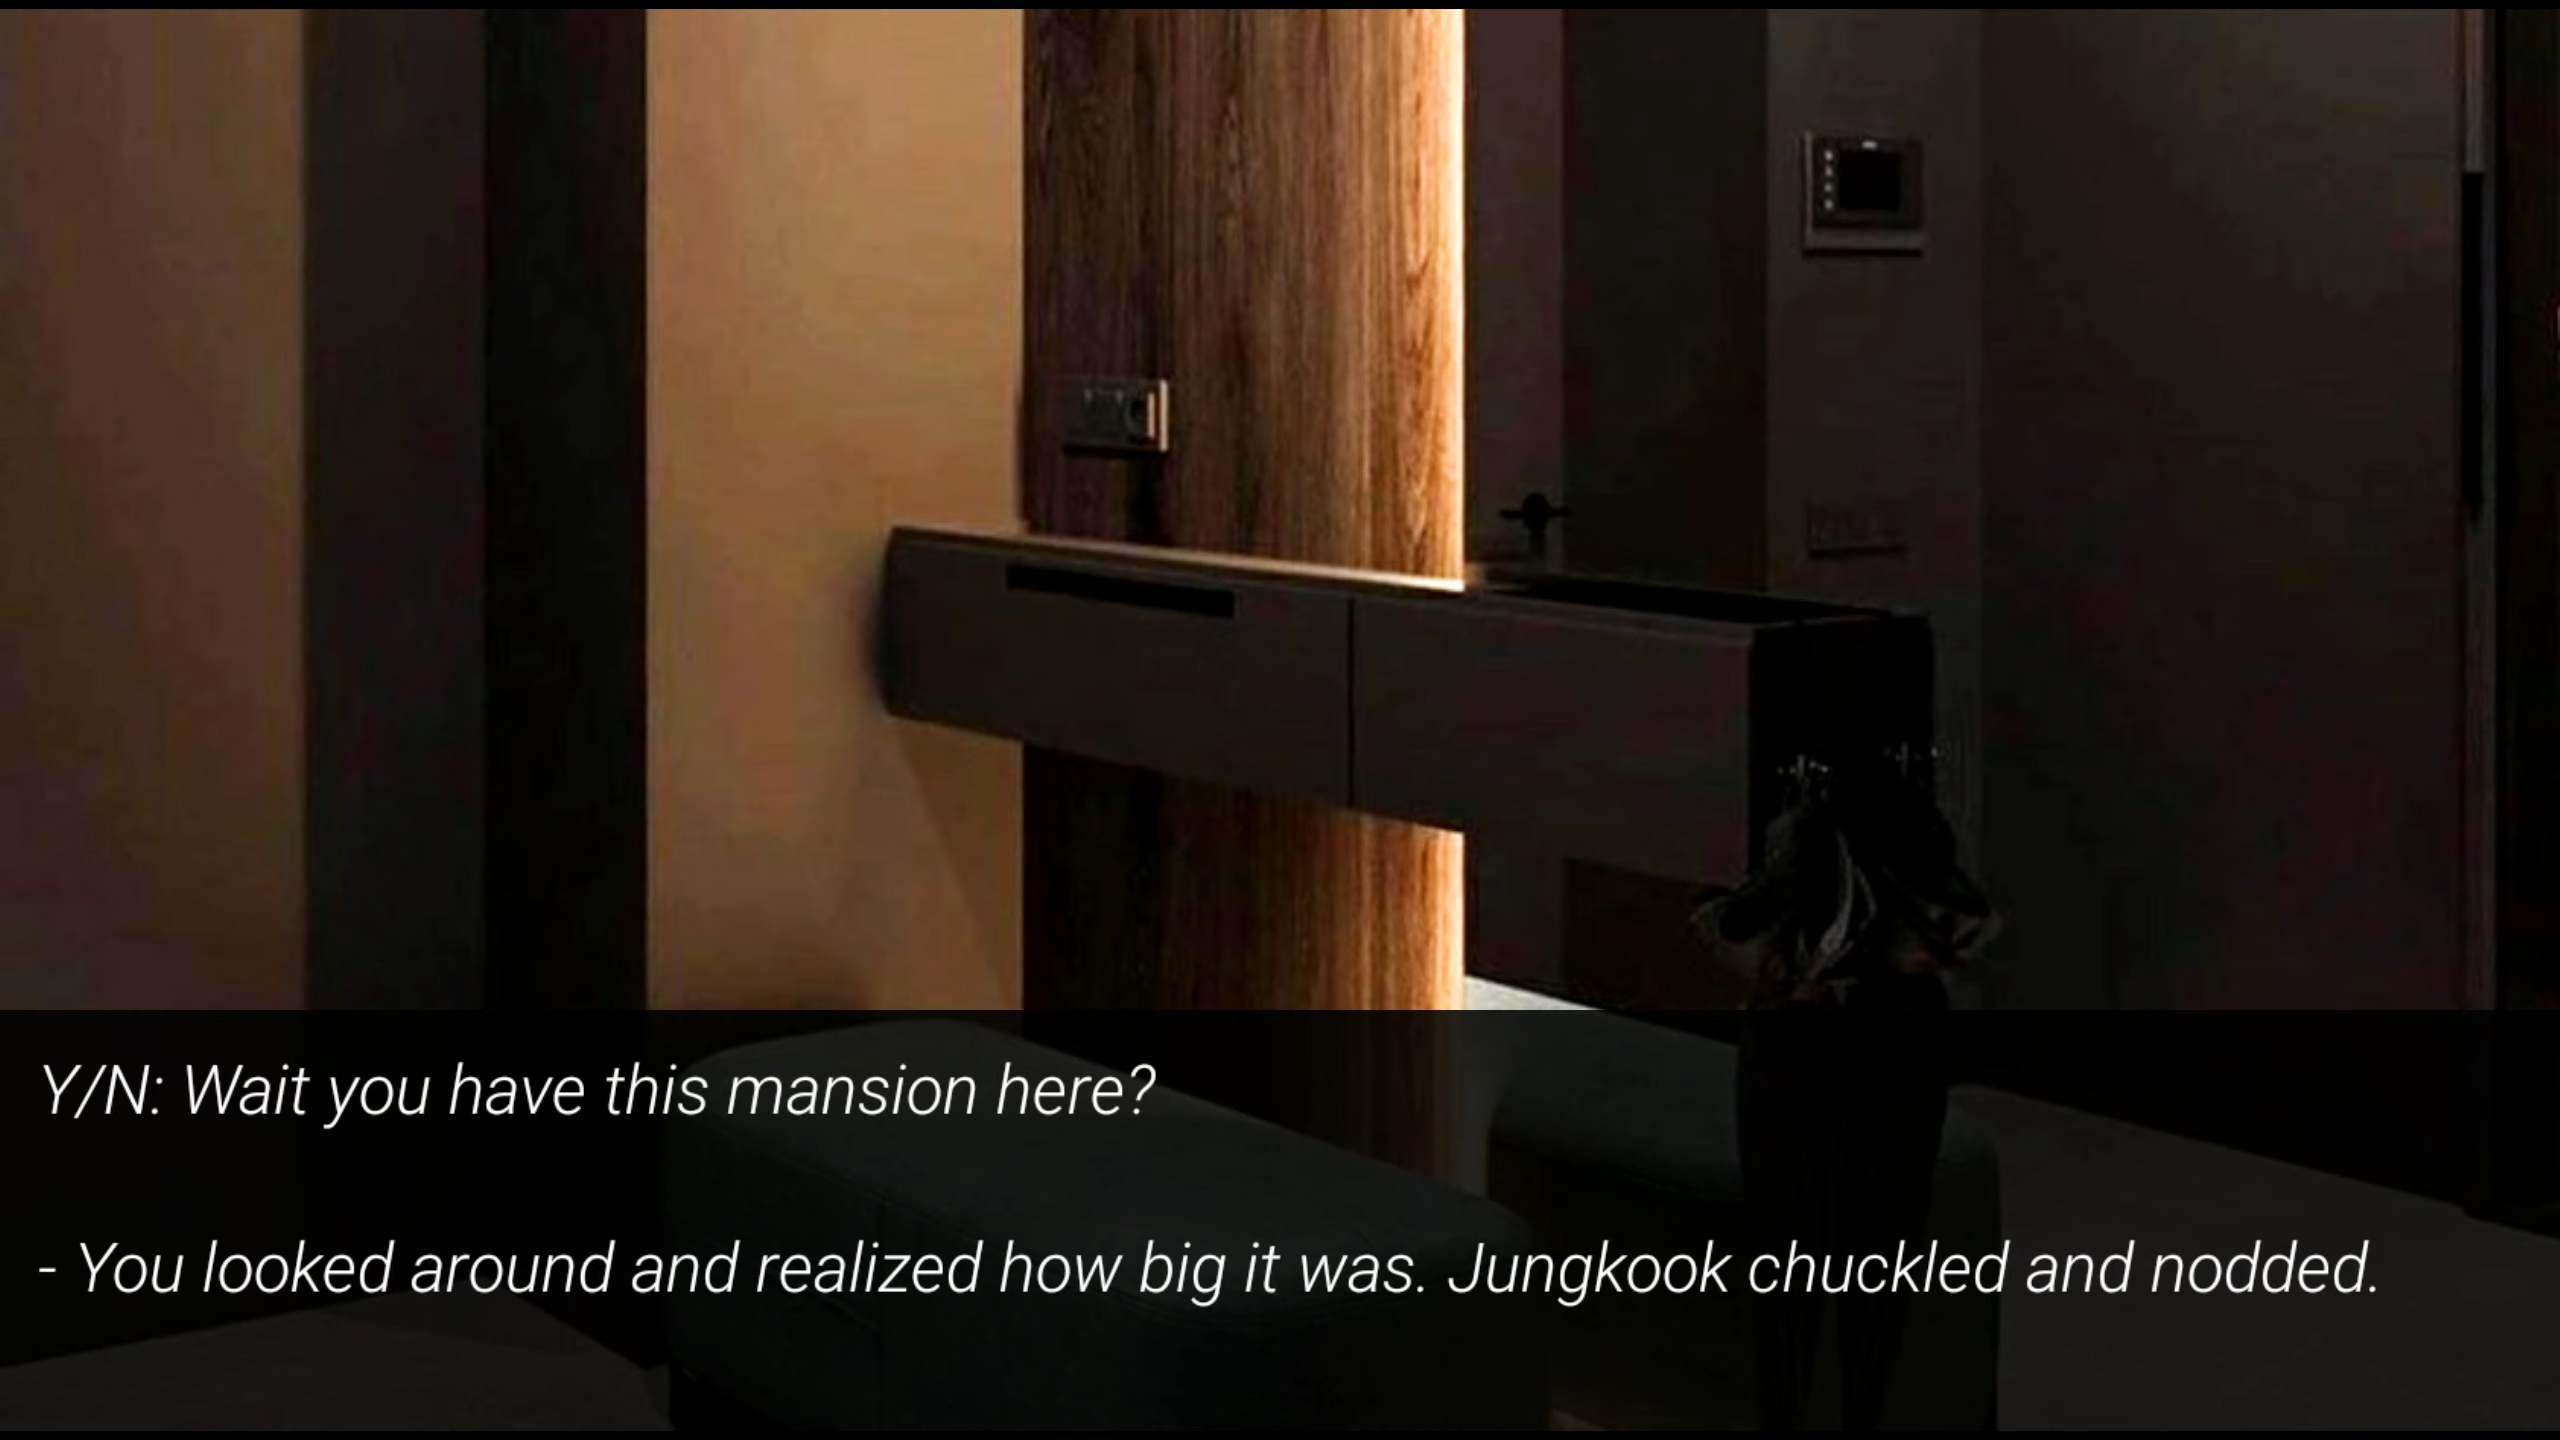 Y/N: Wait you have this mansion here?
- You looked around and realized how big it was. Jungkook chuckled and nodded.